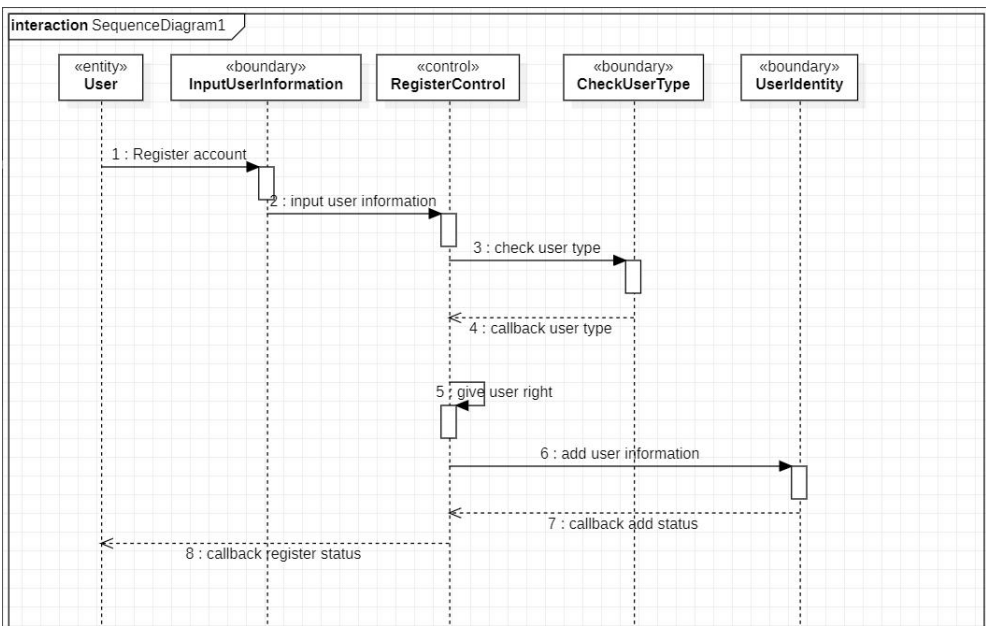 interaction SequenceDiagram1
«entity»
User
«boundary»
InputUserInformation
«control»
RegisterControl
«boundary»
CheckUserType
«boundary»
UserIdentity
1 : Register account
2 : input user information
3 : check user type
4 : callback user type
5 : give user right
6 : add user information
7 : callback add status
8 : callback register status